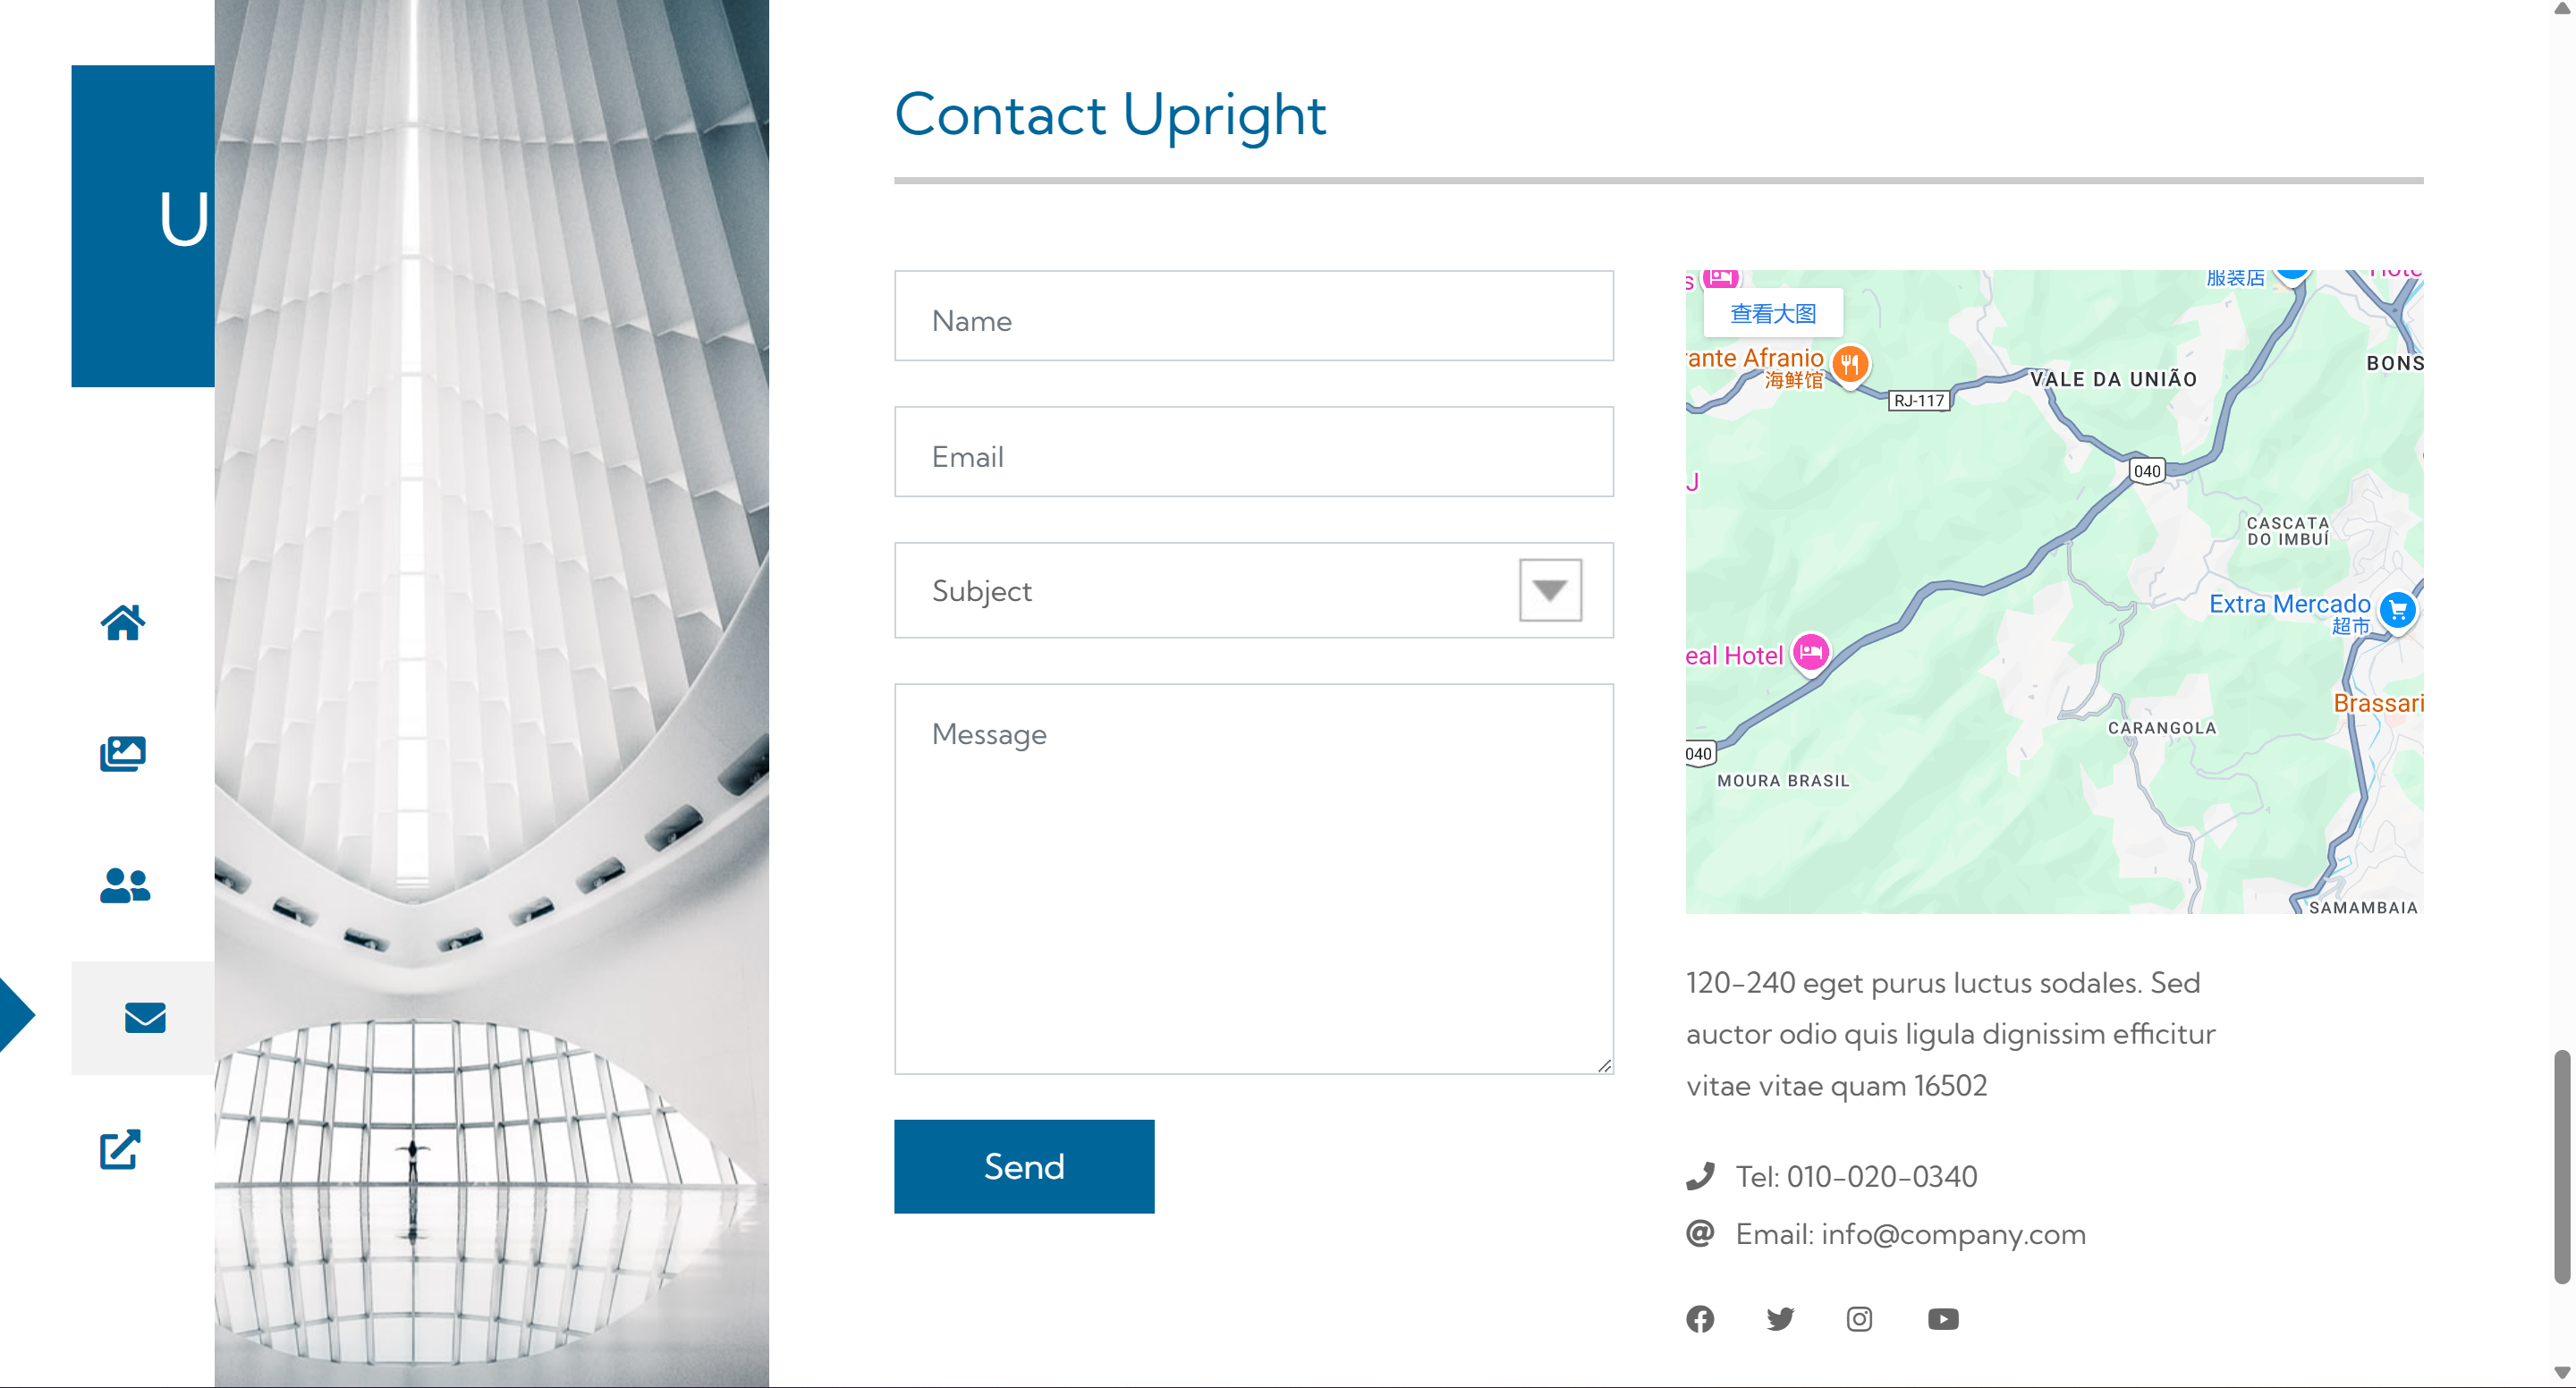 U
Contact Upright
Name
Email
Subject
Message
Send
服装店
查看大图
rante Afranio
海鲜馆
RJ-117
VALE DA UNIÃO
BONS
J
040
CASCATA
DO IMBUÍ
Extra Mercado
超市
eal Hotel
Brassari
CARANGOLA
040
MOURA BRASIL
SAMAMBAIA
120-240 eget purus luctus sodales. Sed
auctor odio quis ligula dignissim efficitur
vitae vitae quam 16502
Tel: 010-020-0340
Email: info@company.com